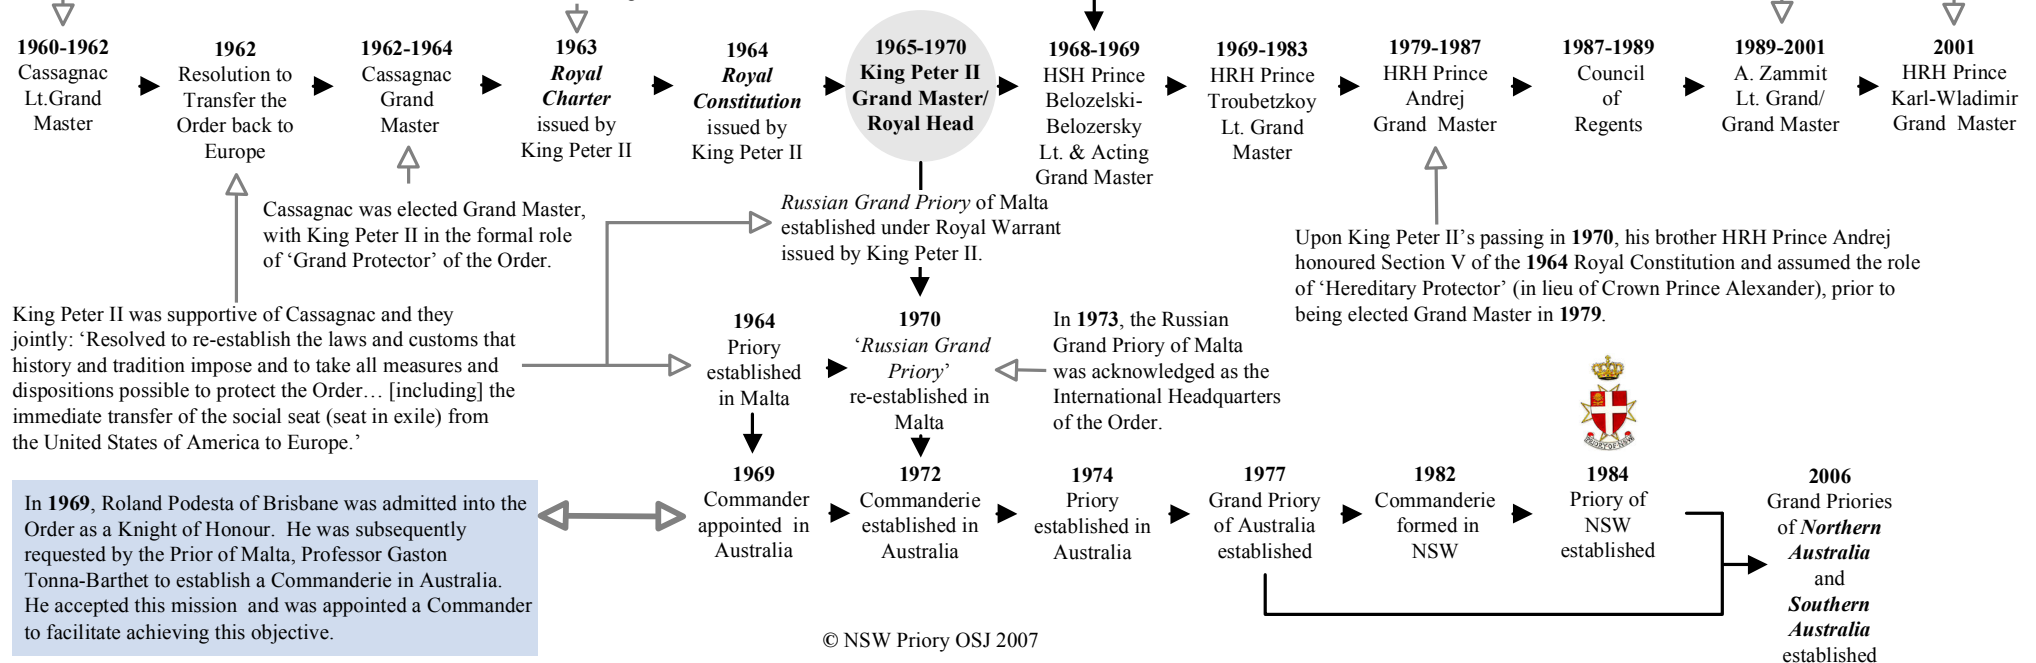 1960-1962
Cassagnac
Lt.Grand
Master
1962
Resolution to
Transfer the
Order back to
Europe
1962-1964
Cassagnac
Grand
Master
1963
Royal
Charter
issued by
King Peter II
1964
Royal
Constitution
issued by
King Peter II
1965-1970
King Peter II
Grand Master/
Royal Head
1968-1969
HSH Prince
Belozelski-
Belozersky
Lt. & Acting
Grand Master
1969-1983
HRH Prince
Troubetzkoy
Lt. Grand
Master
1979-1987
HRH Prince
Andrej
Grand Master
1987-1989
Council
of
Regents
1989-2001
A. Zammit
Lt. Grand/
Grand Master
2001
HRH Prince
Karl-Wladimir
Grand Master
Cassagnac was elected Grand Master,
with King Peter II in the formal role
of ‘Grand Protector’ of the Order.
Russian Grand Priory of Malta
established under Royal Warrant
issued by King Peter II.
Upon King Peter II’s passing in 1970, his brother HRH Prince Andrej
honoured Section V of the 1964 Royal Constitution and assumed the role
of ‘Hereditary Protector’ (in lieu of Crown Prince Alexander), prior to
being elected Grand Master in 1979.
King Peter II was supportive of Cassagnac and they
jointly: ‘Resolved to re-establish the laws and customs that
history and tradition impose and to take all measures and
dispositions possible to protect the Order… [including] the
immediate transfer of the social seat (seat in exile) from
the United States of America to Europe.’
1964
Priory
established
in Malta
1970
‘Russian Grand
Priory’
re-established in
Malta
In 1973, the Russian
Grand Priory of Malta
was acknowledged as the
International Headquarters
of the Order.
PRIORY OF NSW
In 1969, Roland Podesta of Brisbane was admitted into the
Order as a Knight of Honour. He was subsequently
requested by the Prior of Malta, Professor Gaston
Tonna-Barthet to establish a Commanderie in Australia.
He accepted this mission and was appointed a Commander
to facilitate achieving this objective.
1969
Commander
appointed in
Australia
1972
Commanderie
established in
Australia
1974
Priory
established in
Australia
1977
Grand Priory
of Australia
established
1982
Commanderie
formed in
NSW
1984
Priory of
NSW
established
2006
Grand Priories
of Northern
Australia
and
Southern
Australia
established
© NSW Priory OSJ 2007